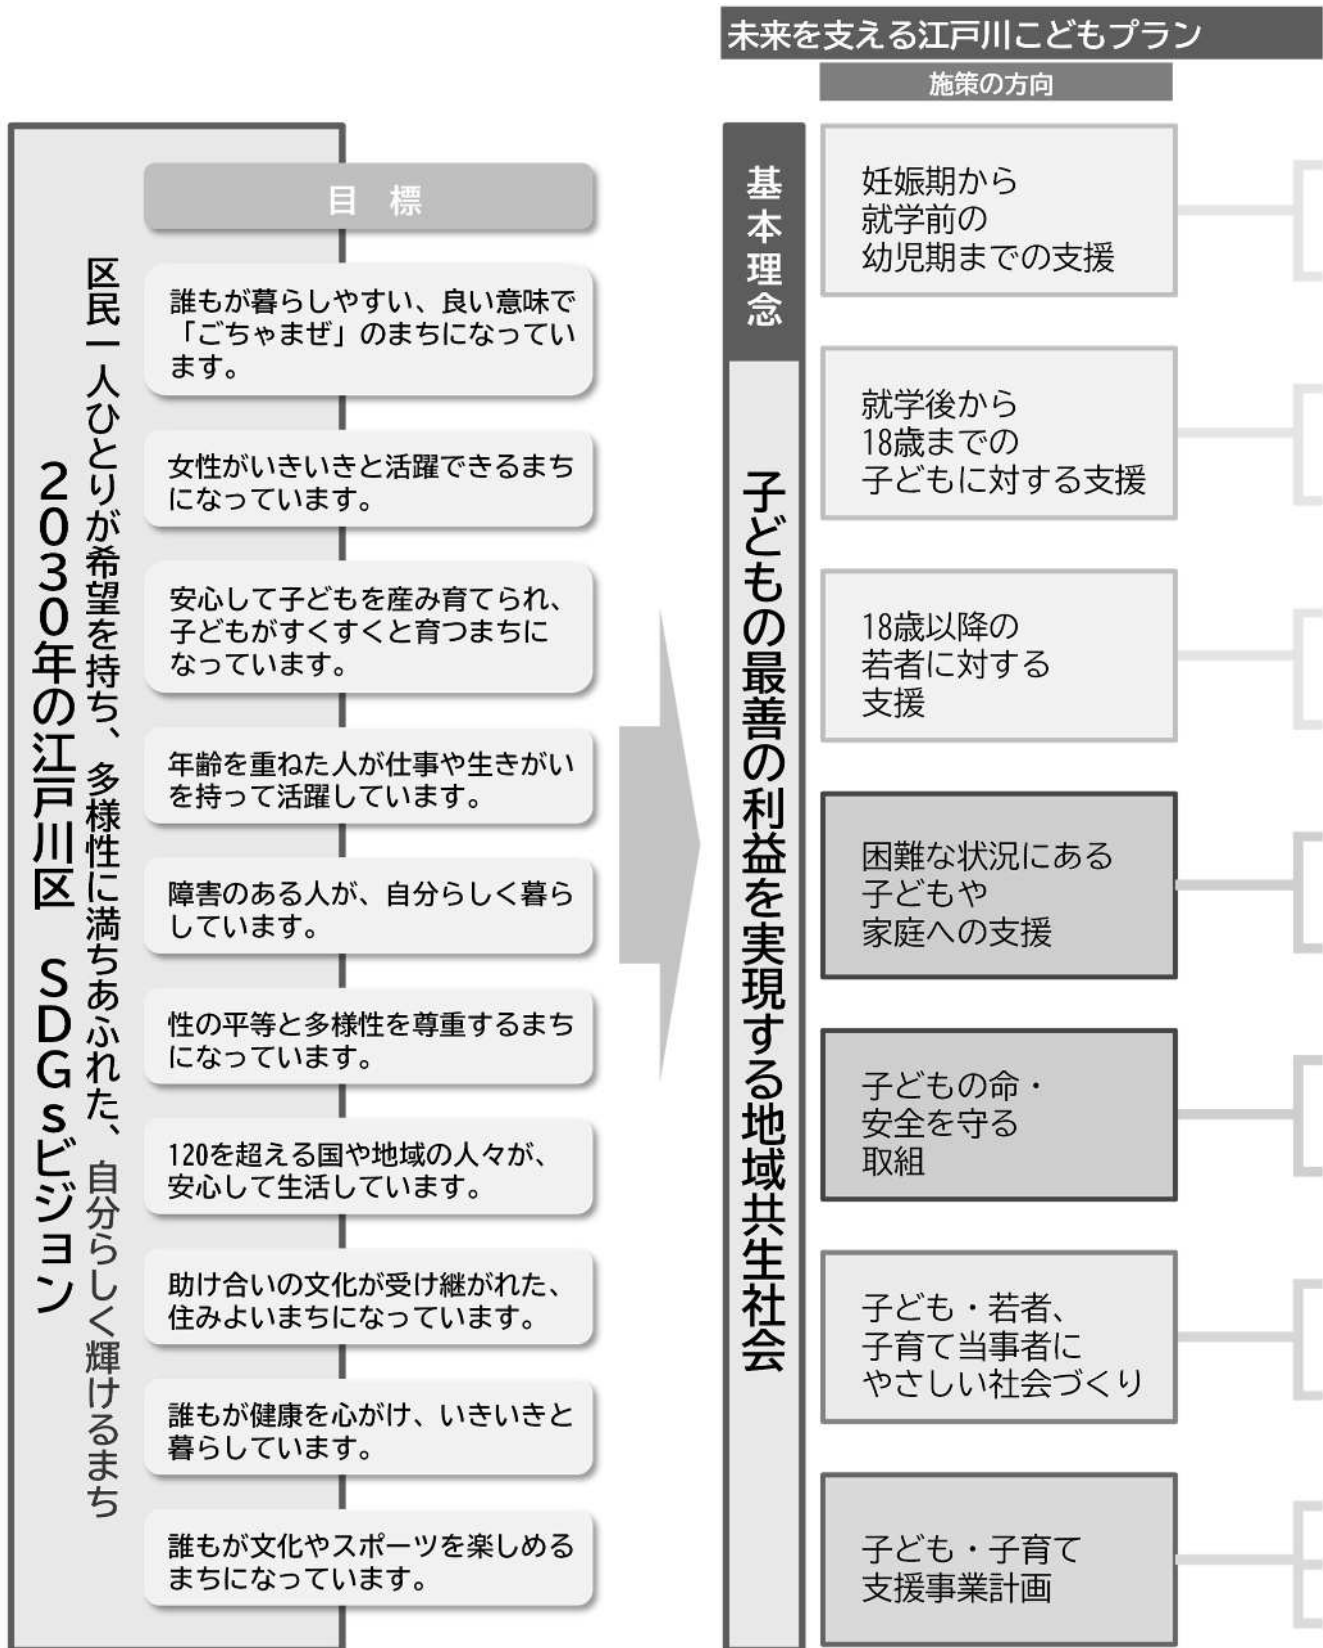 ２０３０年の江戸川区　ＳＤＧｓビジョン
区民一人ひとりが希望を持ち、多様性に満ちあふれた、自分らしく輝けるまち
目　標
誰もが暮らしやすい、良い意味で
「ごちゃまぜ」のまちになってい
ます。
女性がいきいきと活躍できるまち
になっています。
安心して子どもを産み育てられ、
子どもがすくすくと育つまちに
なっています。
年齢を重ねた人が仕事や生きがい
を持って活躍しています。
障害のある人が、自分らしく暮ら
しています。
性の平等と多様性を尊重するまち
になっています。
120を超える国や地域の人々が、
安心して生活しています。
助け合いの文化が受け継がれた、
住みよいまちになっています。
誰もが健康を心がけ、いきいきと
暮らしています。
誰もが文化やスポーツを楽しめる
まちになっています。
未来を支える江戸川こどもプラン
施策の方向
基本理念
子どもの最善の利益を実現する地域共生社会
妊娠期から
就学前の
幼児期までの支援
就学後から
18歳までの
子どもに対する支援
18歳以降の
若者に対する
支援
困難な状況にある
子どもや
家庭への支援
子どもの命・
安全を守る
取組
子ども・若者、
子育て当事者に
やさしい社会づくり
子ども・子育て
支援事業計画